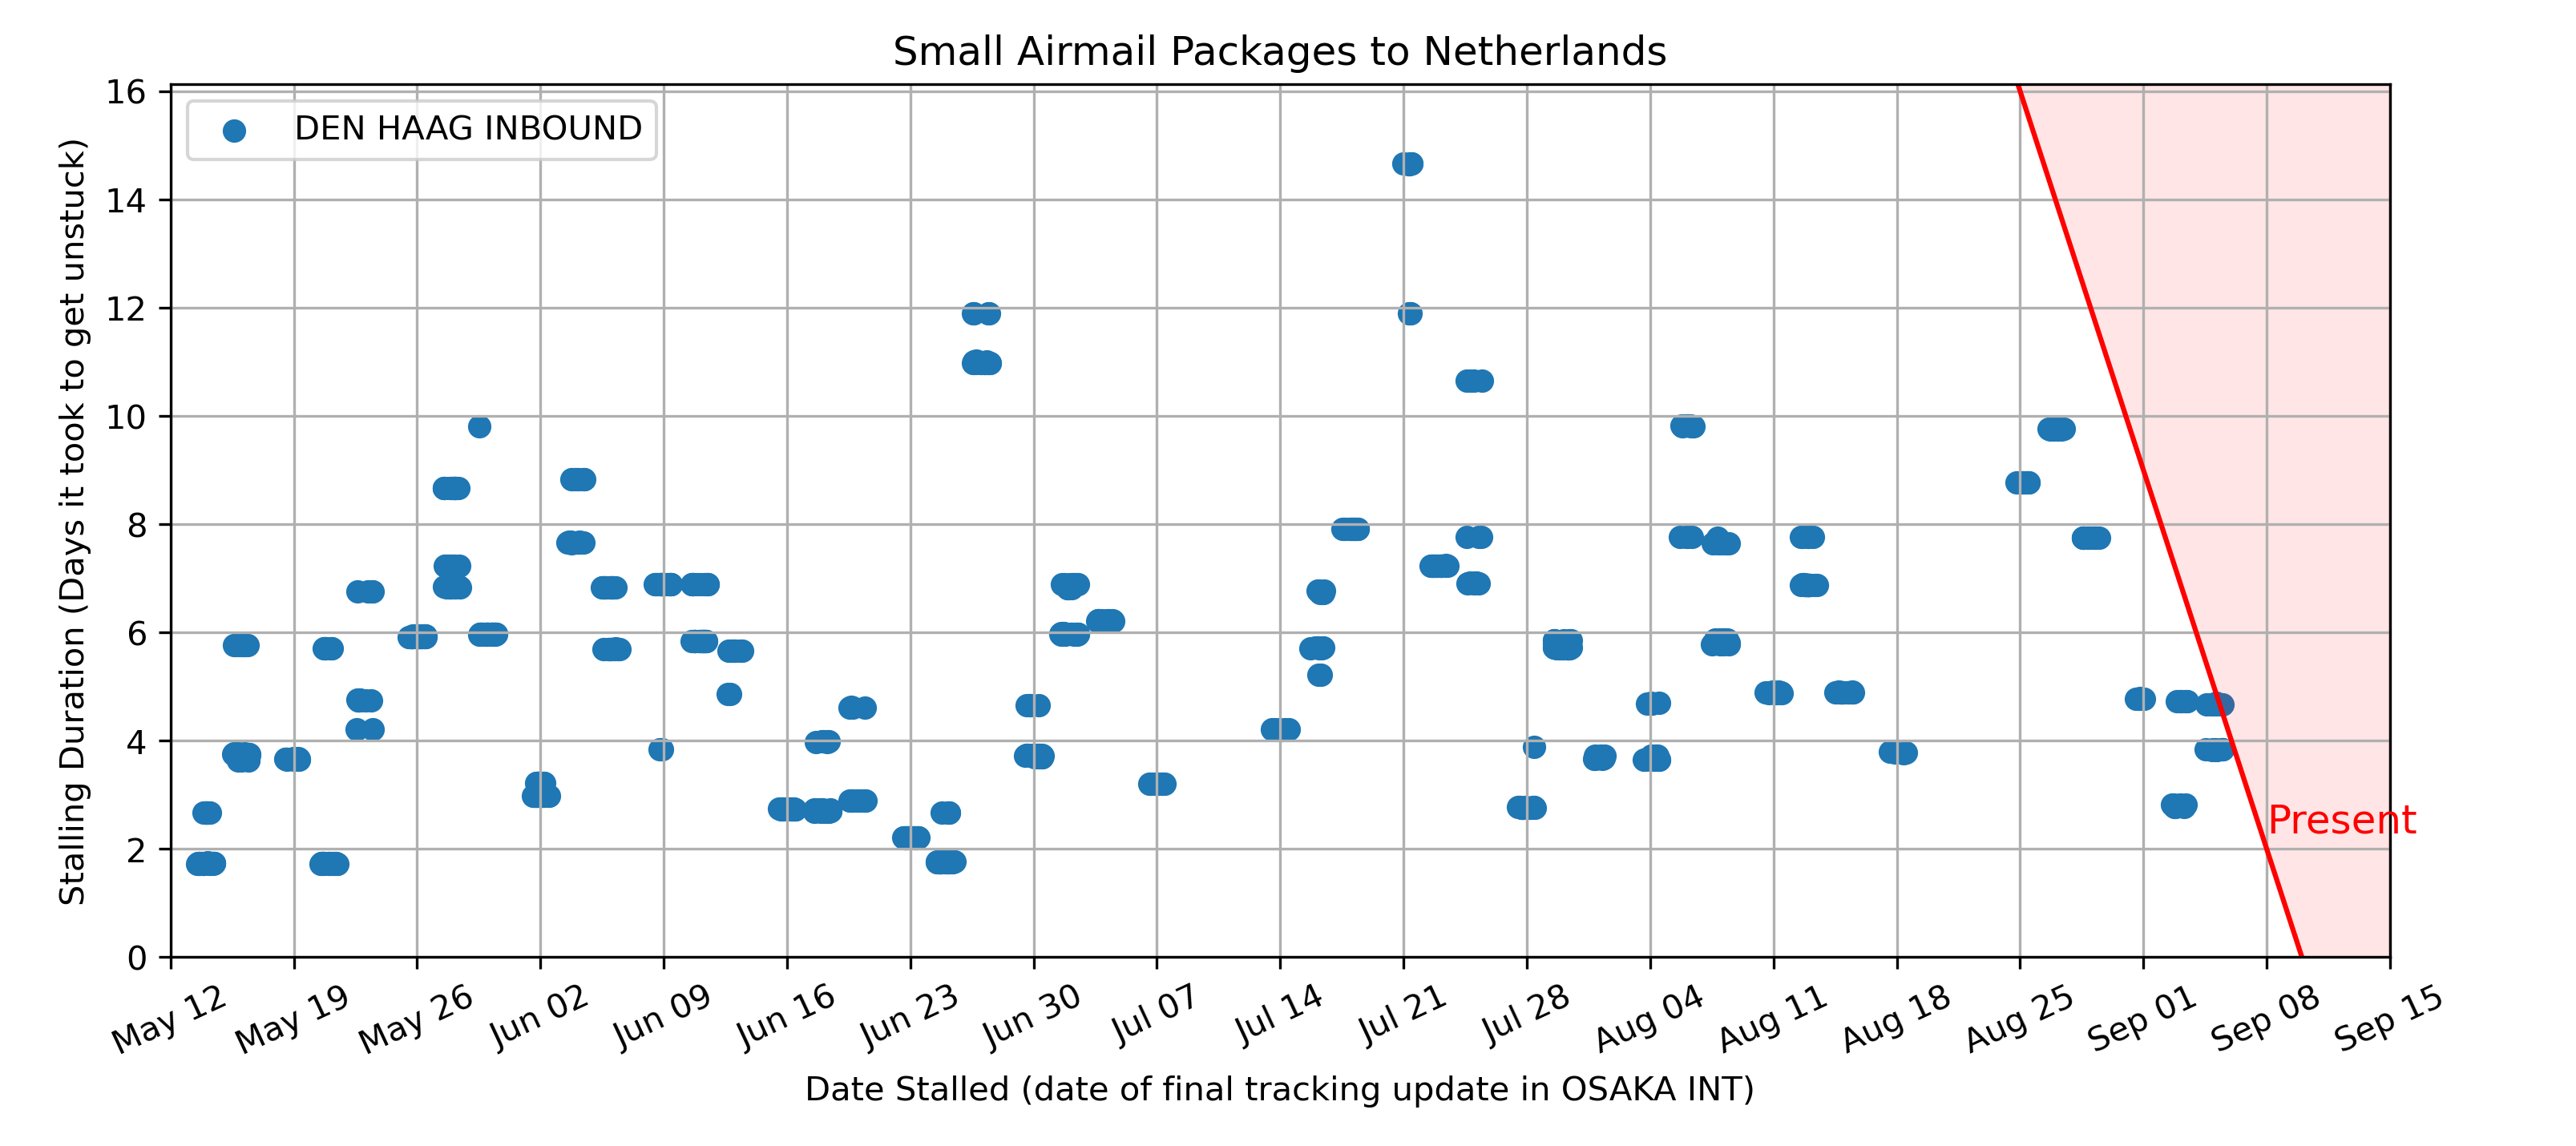 Small Airmail Packages to Netherlands
DEN HAAG INBOUND
Stalling Duration (Days it took to get unstuck)
16
14
12
10
8
6
4
2
0
Present
May 12
May 19
May 26
Jun 02
Jun 09
Jun 16
Jun 23
Jun 30
Jul 07
Jul 14
Jul 21
Jul 28
Aug 04
Aug 11
Aug 18
Aug 25
Sep 01
Sep 08
Sep 15
Date Stalled (date of final tracking update in OSAKA INT)